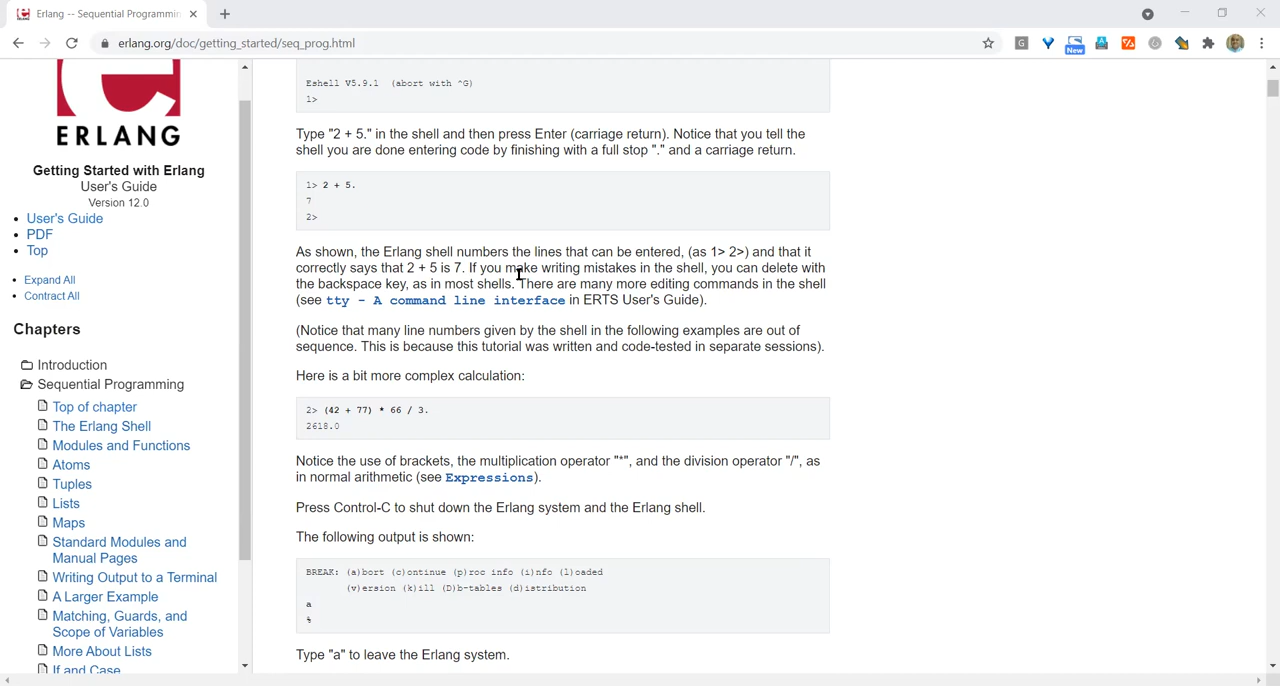 Erlang -- Sequential Programmin
erlang.org/doc/getting_started/seq_prog.html
New
ERLANG
Getting Started with Erlang
User's Guide
Version 12.0
User's Guide
PDF
Top
Expand All
Contract All
Chapters
Introduction
Sequential Programming
Top of chapter
The Erlang Shell
Modules and Functions
Atoms
Tuples
Lists
Maps
Standard Modules and
Manual Pages
Writing Output to a Terminal
A Larger Example
Matching, Guards, and
Scope of Variables
More About Lists
If and Case
Eshell V5.9.1 (abort with ^G)
1>
Type "2 + 5." in the shell and then press Enter (carriage return). Notice that you tell the
shell you are done entering code by finishing with a full stop "." and a carriage return.
1> 2 + 5.
7
2>
As shown, the Erlang shell numbers the lines that can be entered, (as 1> 2>) and that it
correctly says that 2 + 5 is 7. If you make writing mistakes in the shell, you can delete with
the backspace key, as in most shells. There are many more editing commands in the shell
(see tty - A command line interface in ERTS User's Guide).
(Notice that many line numbers given by the shell in the following examples are out of
sequence. This is because this tutorial was written and code-tested in separate sessions).
Here is a bit more complex calculation:
2> (42 + 77) * 66 / 3.
2618.0
Notice the use of brackets, the multiplication operator "*", and the division operator "/", as
in normal arithmetic (see Expressions).
Press Control-C to shut down the Erlang system and the Erlang shell.
The following output is shown:
BREAK: (a)bort (c)ontinue (p)roc info (i)nfo (l)oaded
(v)ersion (k)ill (D)b-tables (d)istribution
a
%
Type "a" to leave the Erlang system.